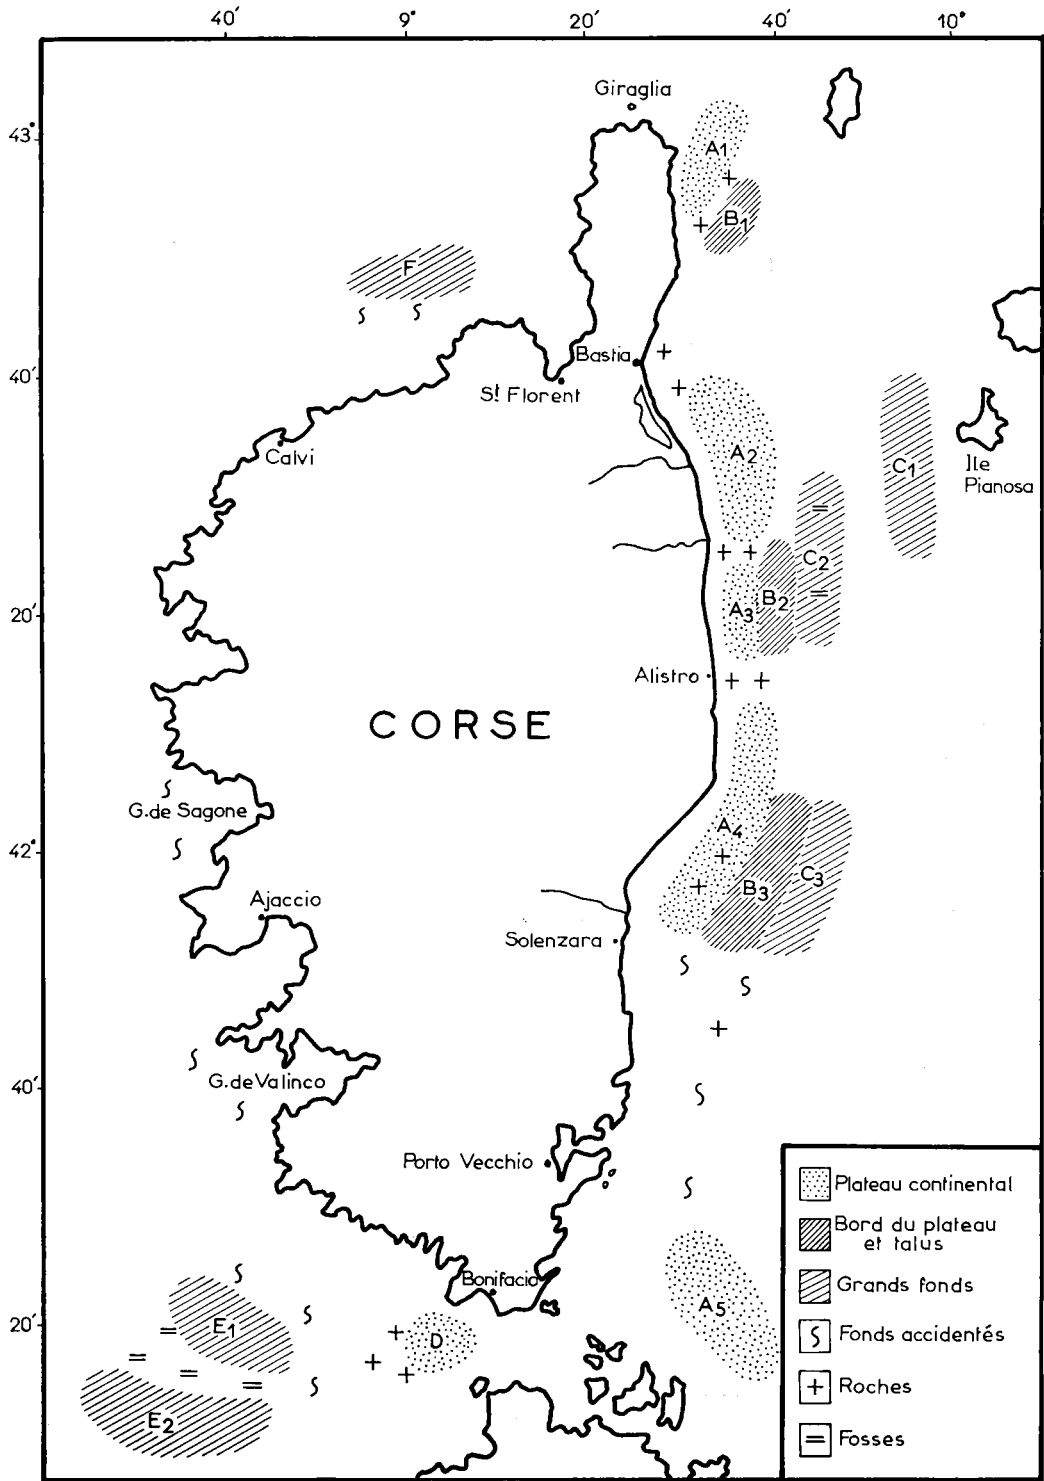 40′ 9° 20′ 40′ 10°
Giraglia
43°
A1
B1
F
Bastia
40′
St Florent
A2
Calvi
C1
Ile
Pianosa
C2
B2
A3
20′
Alistro
CORSE
G.de Sagone
A4
42°
C3
B3
Ajaccio
Solenzara
40′
G.deValinco
Porto Vecchio
Bonifacio
A5
E1
20′
D
E2
Plateau continental
Bord du plateau
et talus
Grands fonds
Fonds accidentés
Roches
Fosses